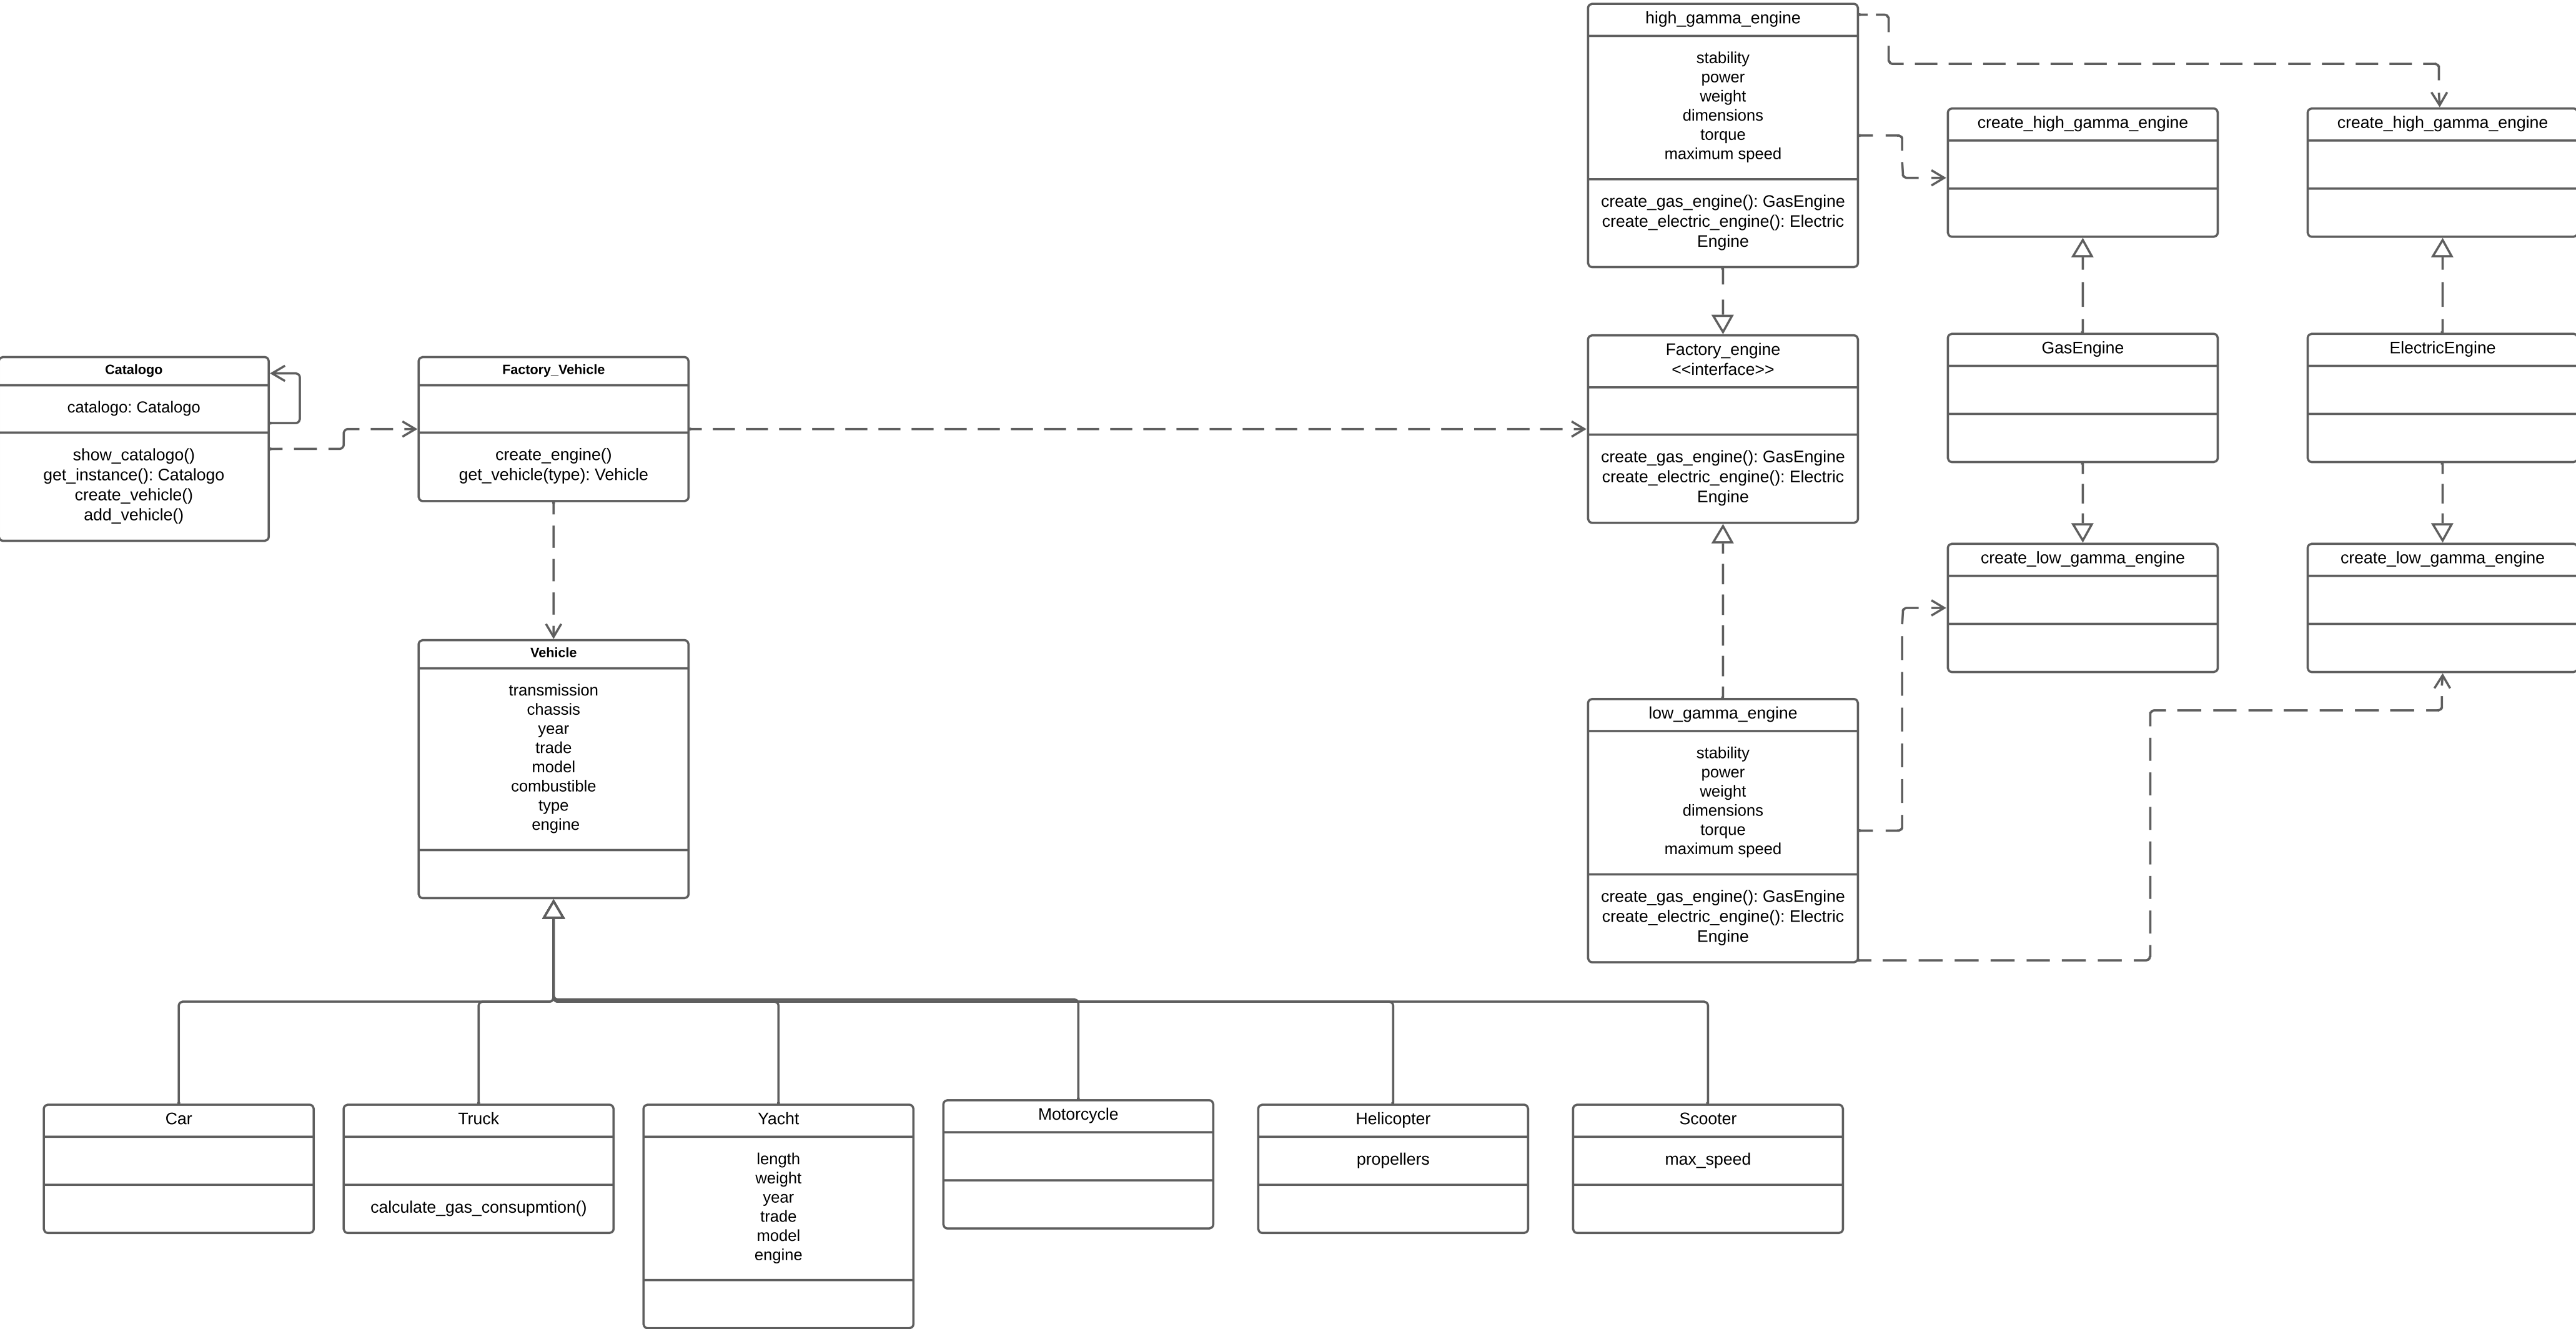 high_gamma_engine
stability
power
weight
dimensions
torque
maximum speed
create_gas_engine(): GasEngine
create_electric_engine(): Electric
Engine
create_high_gamma_engine
create_high_gamma_engine
Catalogo
catalogo: Catalogo
show_catalogo()
get_instance(): Catalogo
create_vehicle()
add_vehicle()
Factory_Vehicle
create_engine()
get_vehicle(type): Vehicle
Factory_engine
<<interface>>
create_gas_engine(): GasEngine
create_electric_engine(): Electric
Engine
GasEngine
ElectricEngine
create_low_gamma_engine
create_low_gamma_engine
Vehicle
transmission
chassis
year
trade
model
combustible
type
engine
low_gamma_engine
stability
power
weight
dimensions
torque
maximum speed
create_gas_engine(): GasEngine
create_electric_engine(): Electric
Engine
Car
Truck
calculate_gas_consupmtion()
Yacht
length
weight
year
trade
model
engine
Motorcycle
Helicopter
propellers
Scooter
max_speed